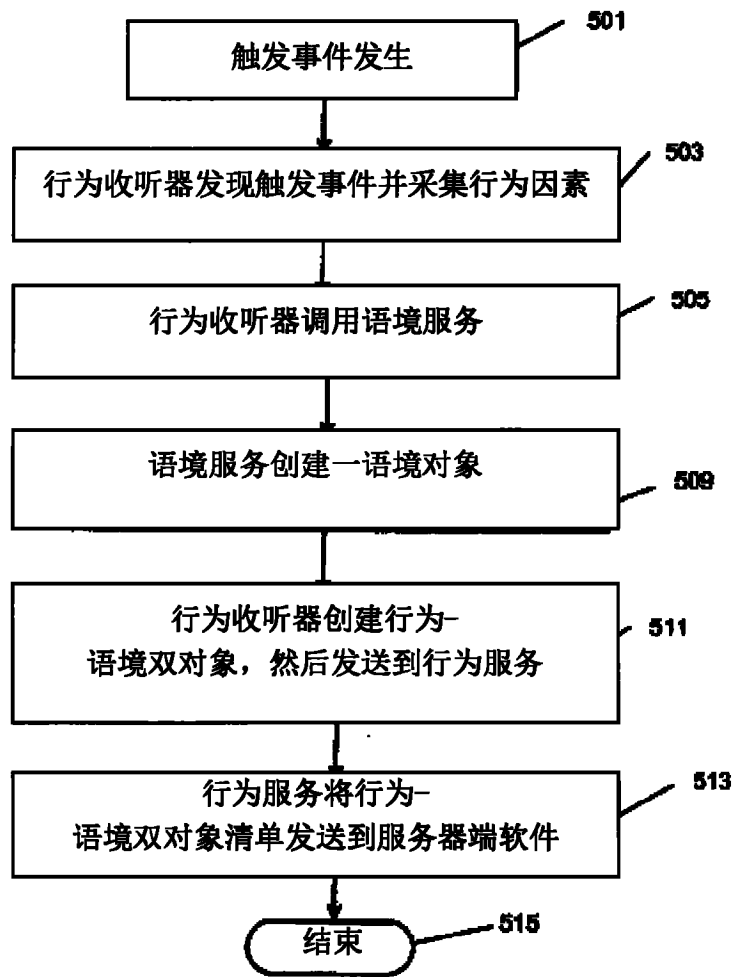 触发事件发生
501
行为收听器发现触发事件并采集行为因素
503
行为收听器调用语境服务
505
语境服务创建一语境对象
509
行为收听器创建行为-
语境双对象，然后发送到行为服务
511
行为服务将行为-
语境双对象清单发送到服务器端软件
513
结束
515